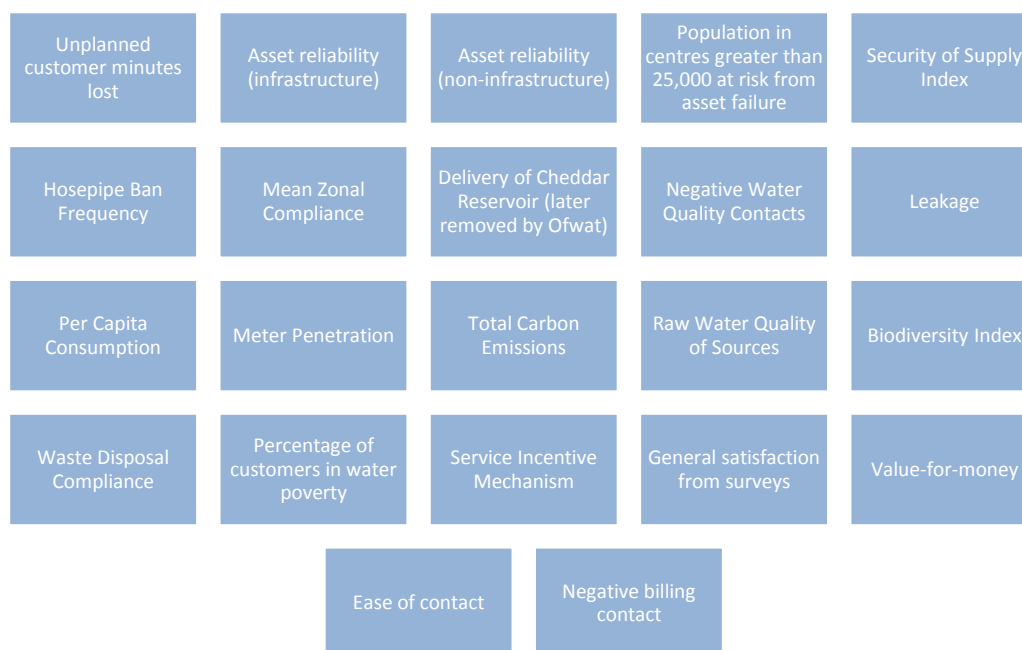 Unplanned
customer minutes
lost
Asset reliability
(infrastructure)
Asset reliability
(non-infrastructure)
Population in
centres greater than
25,000 at risk from
asset failure
Security of Supply
Index
Hosepipe Ban
Frequency
Mean Zonal
Compliance
Delivery of Cheddar
Reservoir (later
removed by Ofwat)
Negative Water
Quality Contacts
Leakage
Per Capita
Consumption
Meter Penetration
Total Carbon
Emissions
Raw Water Quality
of Sources
Biodiversity Index
Waste Disposal
Compliance
Percentage of
customers in water
poverty
Service Incentive
Mechanism
General satisfaction
from surveys
Value-for-money
Ease of contact
Negative billing
contact